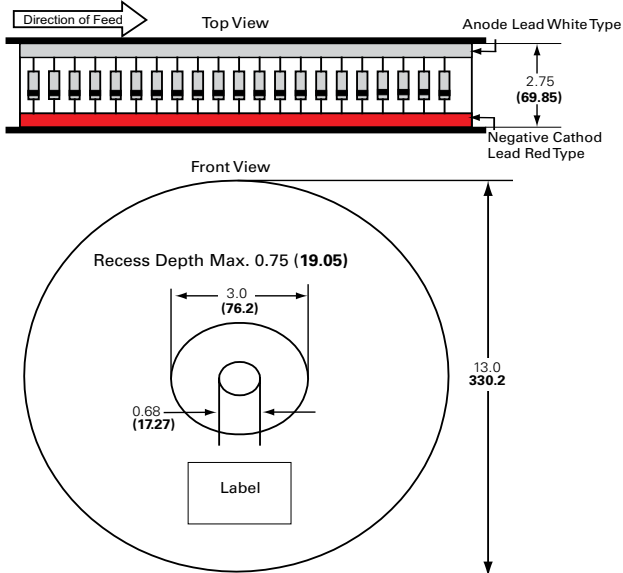 Direction of Feed
Top View
Anode Lead White Type
2.75
(69.85)
Negative Cathod
Lead Red Type
Front View
Recess Depth Max. 0.75 (19.05)
3.0
(76.2)
13.0
330.2
0.68
(17.27)
Label